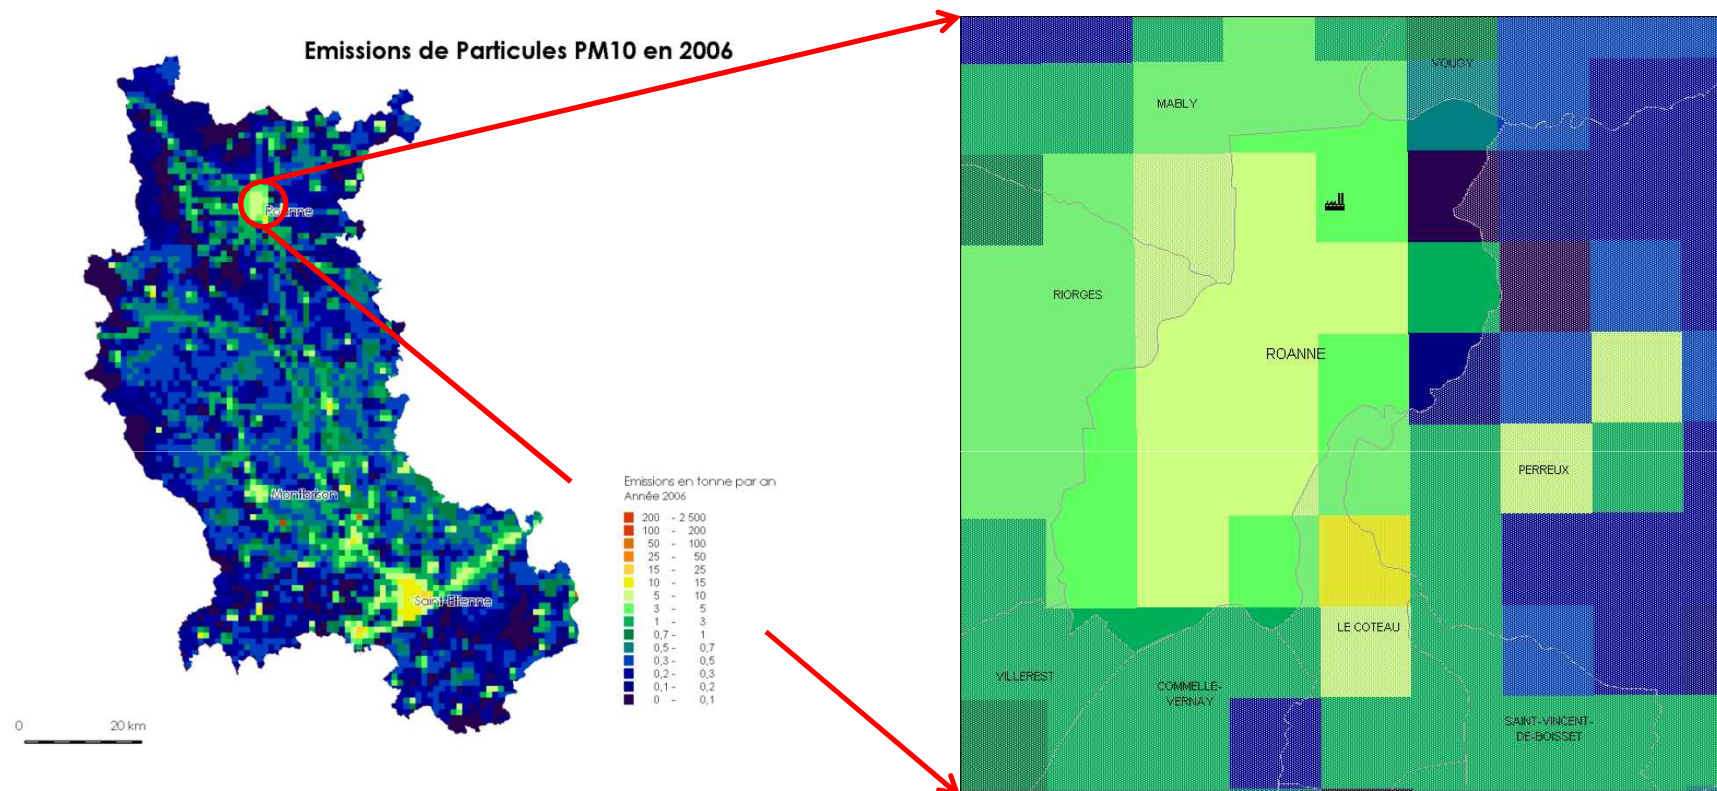 Emissions de Particules PM10 en 2006
Roanne
Montbrison
Saint-Etienne
Emissions en tonne par an
Année 2006
200 - 2 500
100 - 200
50 - 100
25 - 50
15 - 25
10 - 15
5 - 10
3 - 5
1 - 3
0,7 - 1
0,5 - 0,7
0,3 - 0,5
0,2 - 0,3
0,1 - 0,2
0 - 0,1
0 20 km
VOUGY
MABLY
RIORGES
ROANNE
PERREUX
LE COTEAU
VILLEREST
COMMELLE-
VERNAY
SAINT-VINCENT-
DE-BOISSET